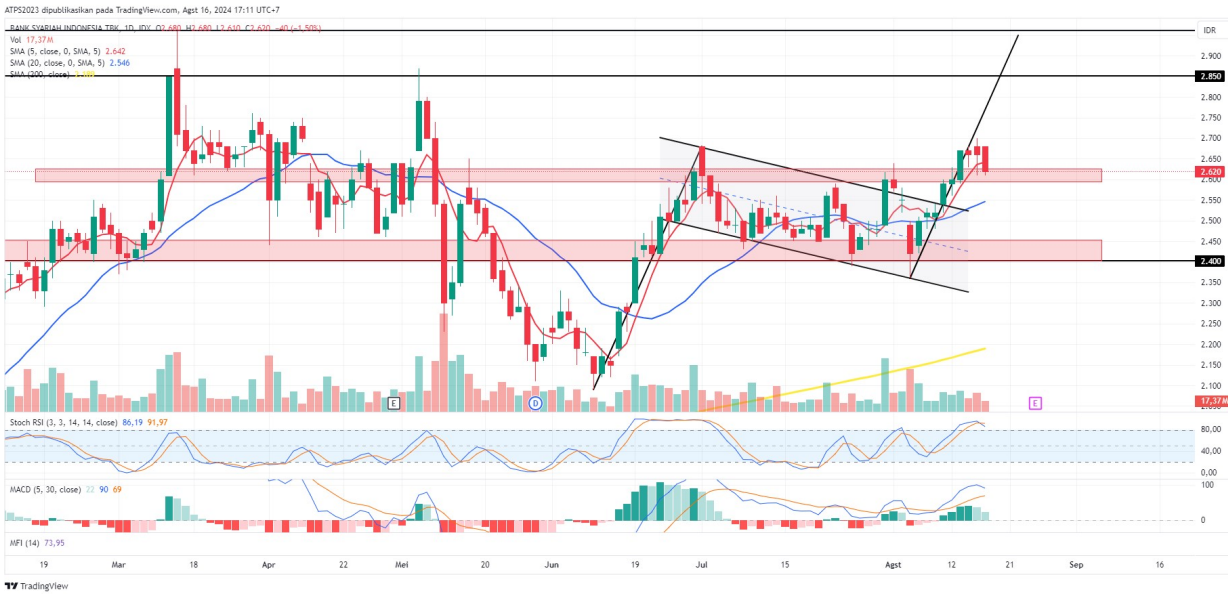 ATPS2023 dipublikasikan pada TradingView.com, Agst 16, 2024 17:11 UTC+7
BANK SYARIAH INDONESIA TBK, 1D, IDX O2.680 H2.680 L2.610 C2.620 −40 (−1,50%)
IDR
Vol 17,37M
SMA (5, close, 0, SMA, 5) 2.642
SMA (20, close, 0, SMA, 5) 2.546
SMA (200, close)
2.900
2.850
2.800
2.750
2.700
2.650
2.620
2.600
2.550
2.500
2.450
2.400
2.350
2.300
2.250
2.200
2.150
2.100
E D E
17,37M
Stoch RSI (3, 3, 14, 14, close) 86,19 91,97
80,00
40,00
0,00
MACD (5, 30, close) 22 90 69
100
0
MFI (14) 73,95
19 Mar 18 Apr 22 Mei 20 Jun 19 Jul 15 Agst 12 21 Sep 16
TradingView